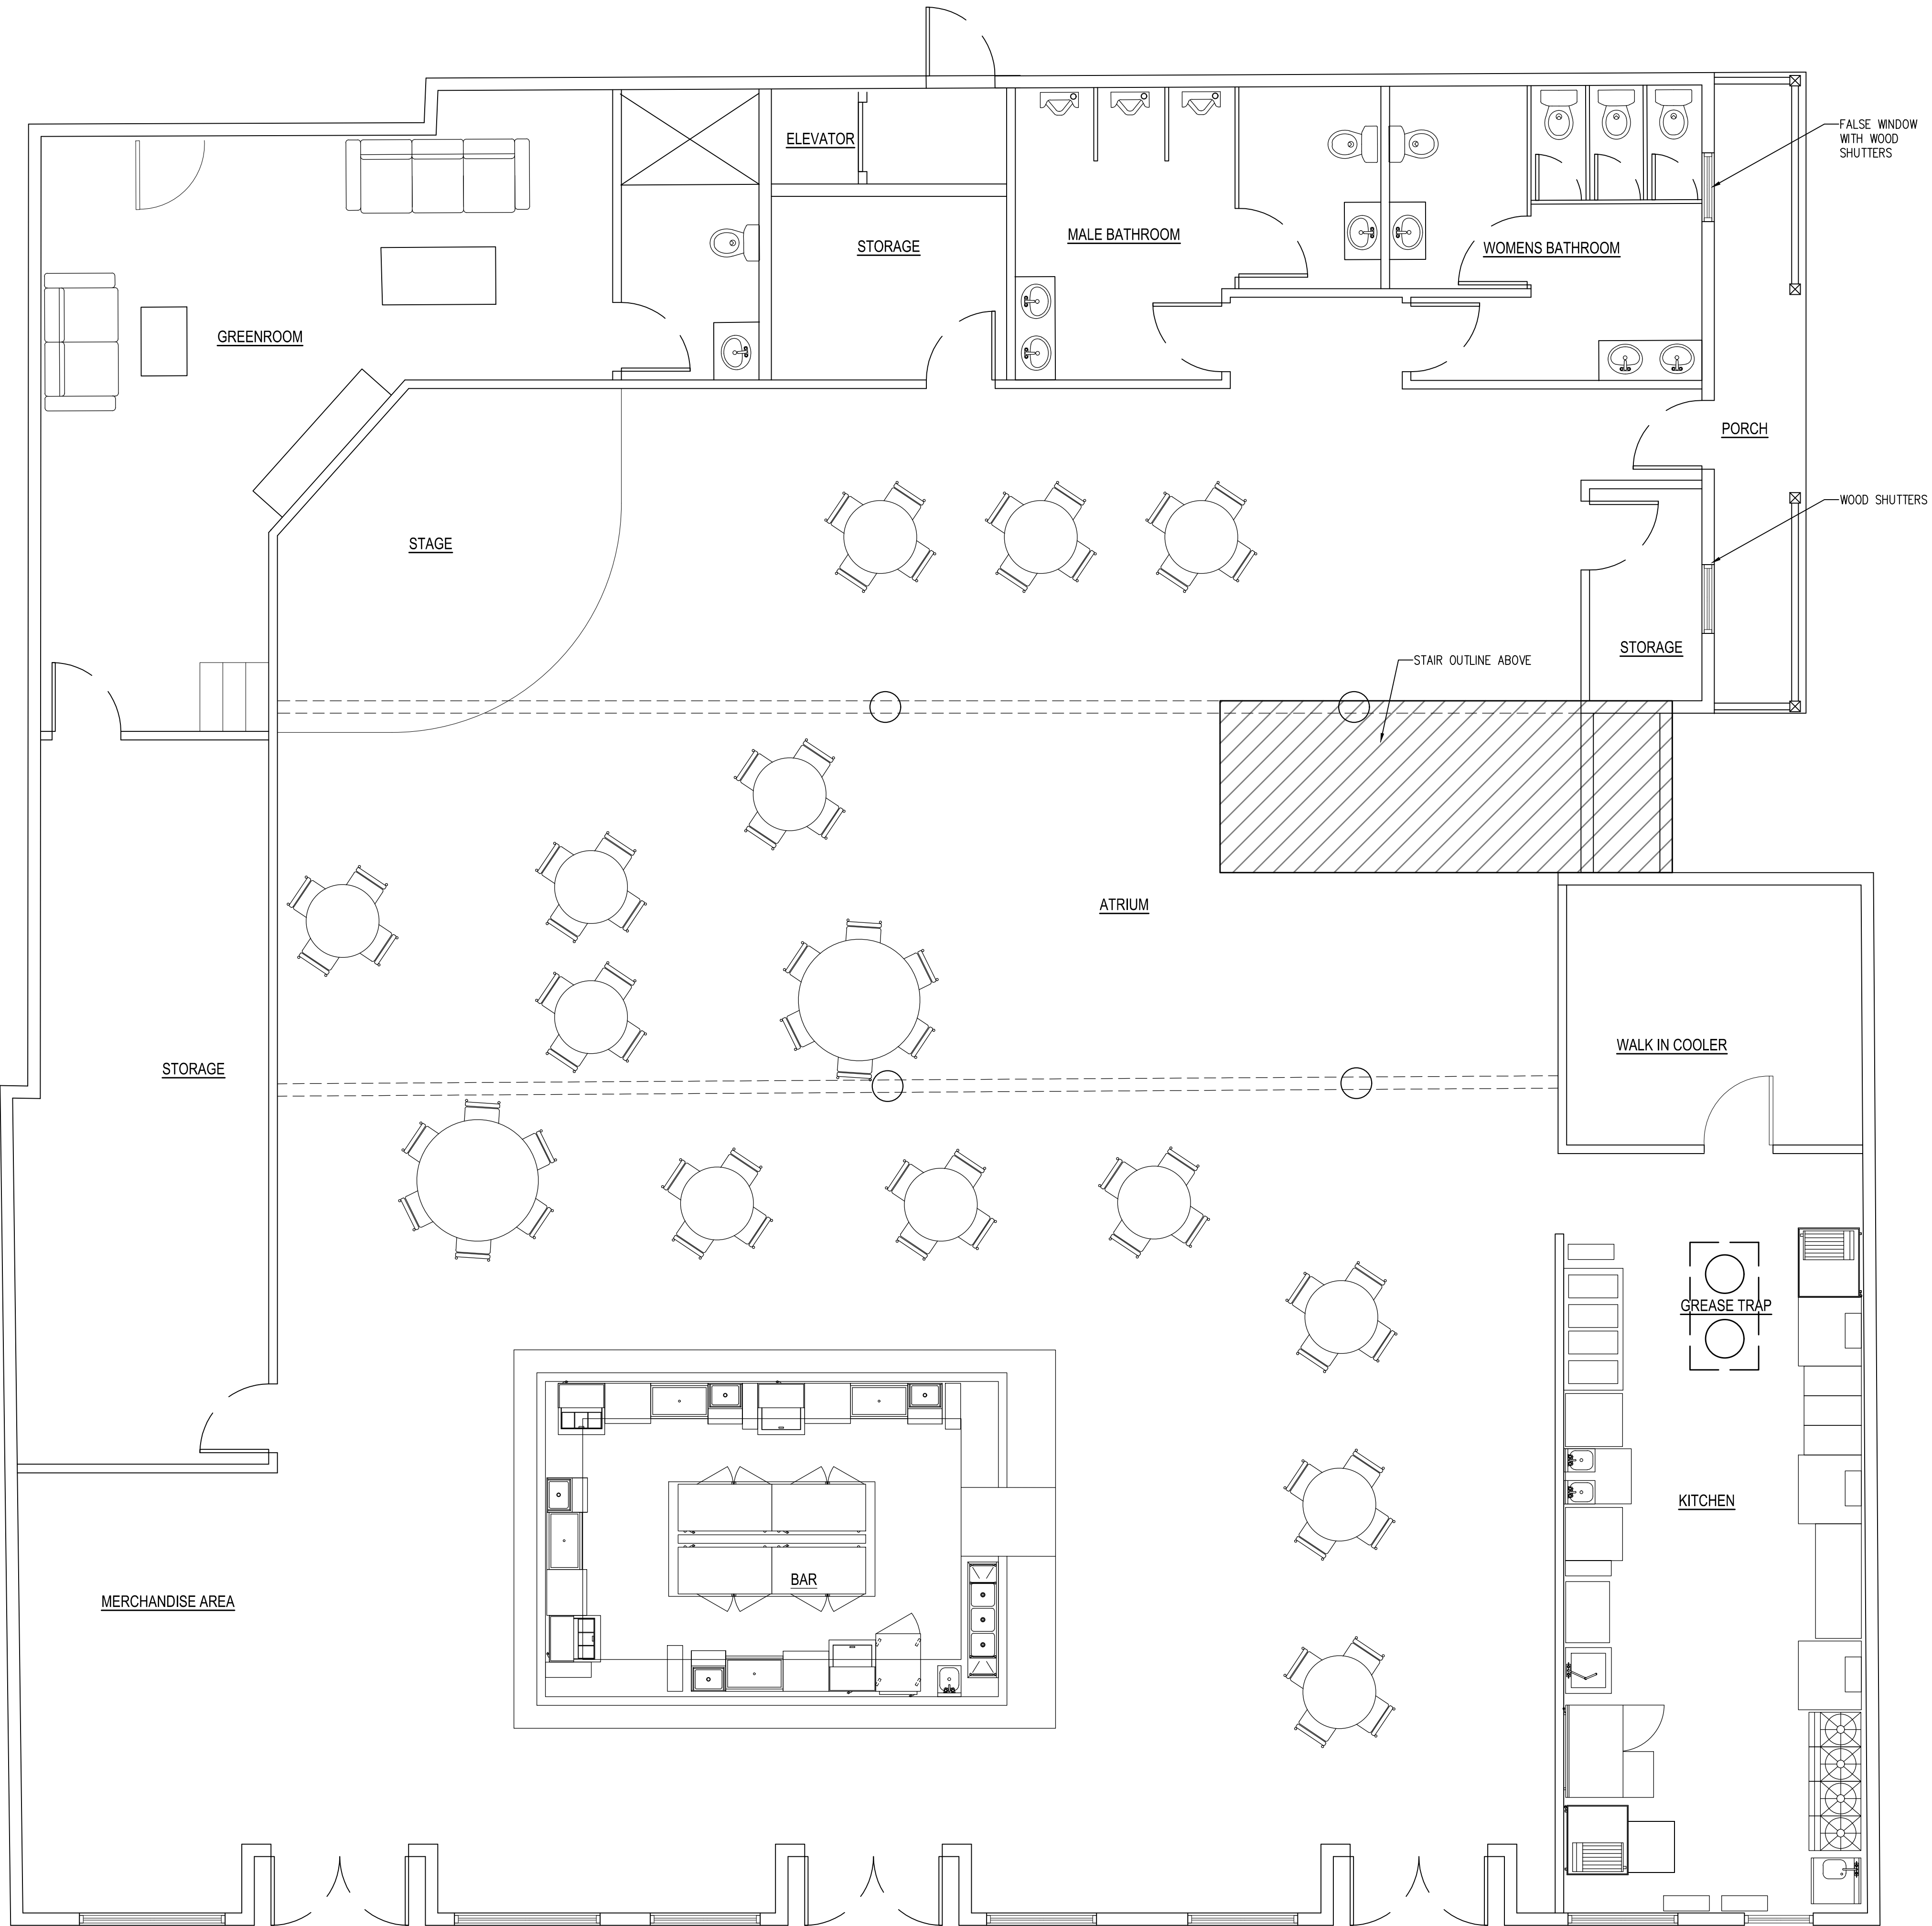 ELEVATOR
FALSE WINDOW
WITH WOOD
SHUTTERS
MALE BATHROOM
STORAGE
WOMENS BATHROOM
GREENROOM
PORCH
WOOD SHUTTERS
STAGE
STORAGE
STAIR OUTLINE ABOVE
ATRIUM
WALK IN COOLER
STORAGE
GREASE TRAP
KITCHEN
BAR
MERCHANDISE AREA